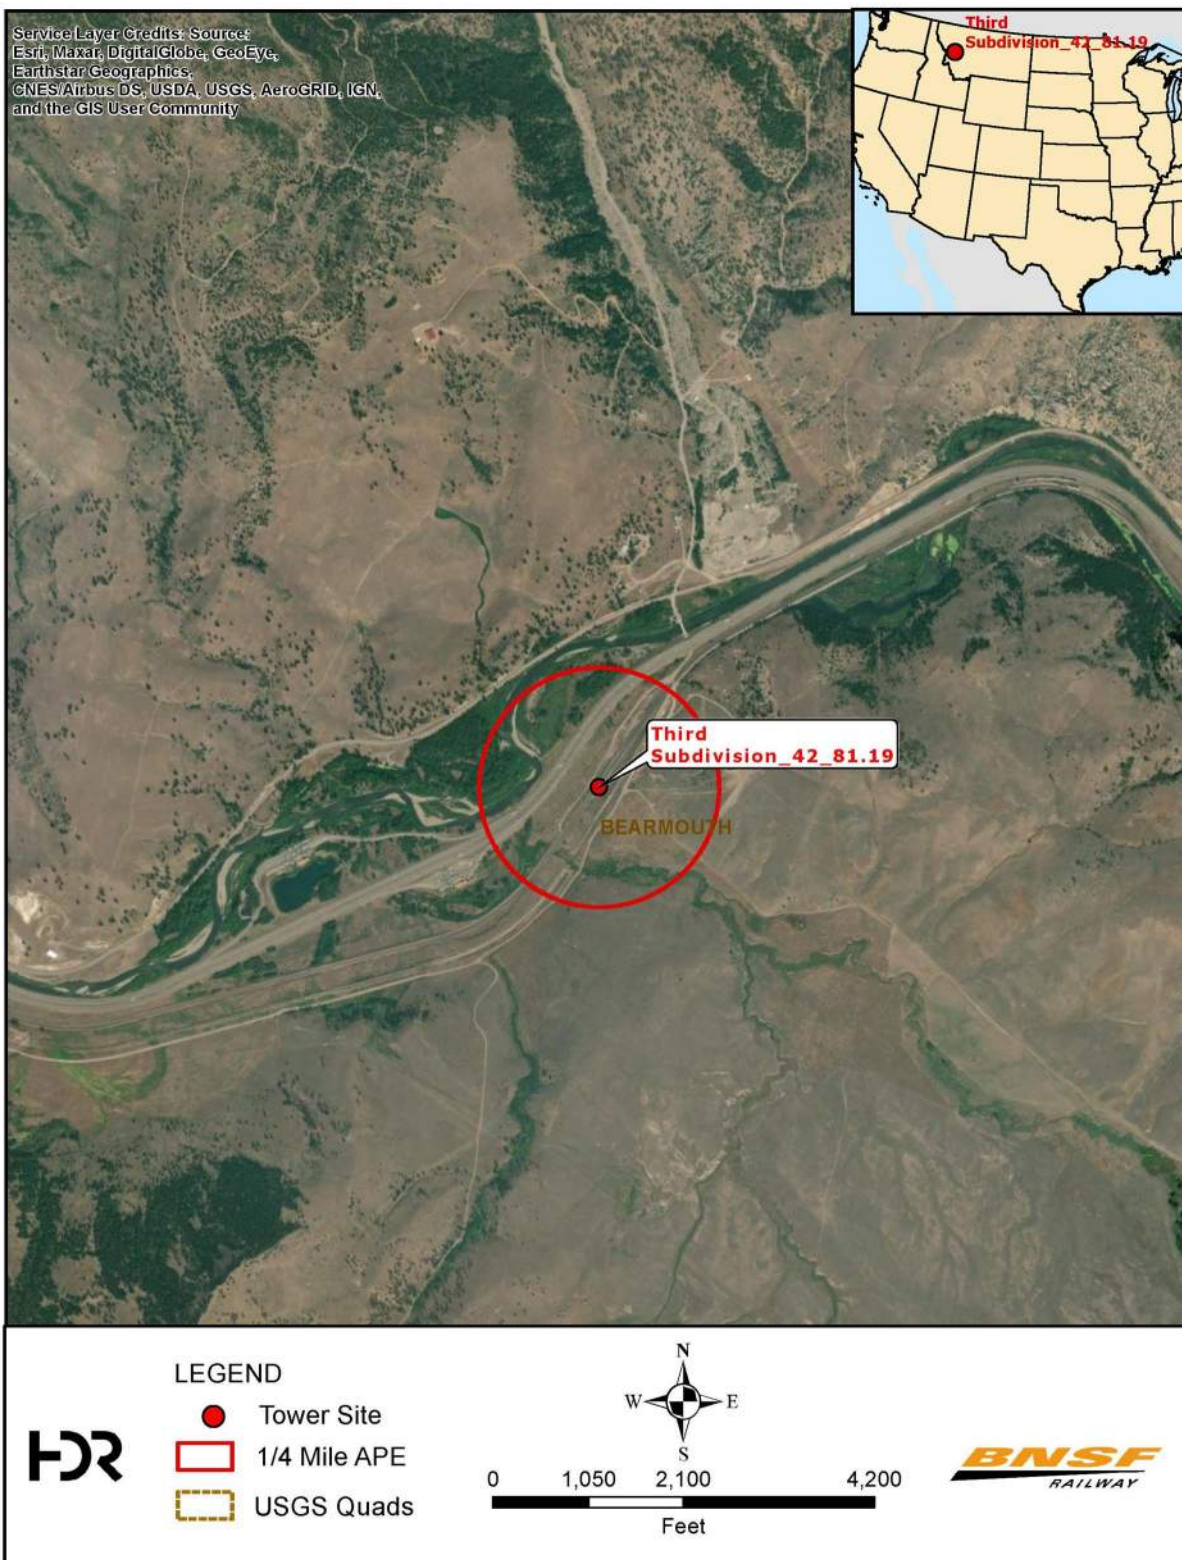 Service Layer Credits: Source:
Esri, Maxar, DigitalGlobe, GeoEye,
Earthstar Geographics,
CNES/Airbus DS, USDA, USGS, AeroGRID, IGN,
and the GIS User Community
Third
Subdivision_42_81.19
Third
Subdivision_42_81.19
BEARMOUTH
HDR
LEGEND
Tower Site
1/4 Mile APE
USGS Quads
N
W E
S
0 1,050 2,100 4,200
Feet
BNSF
RAILWAY